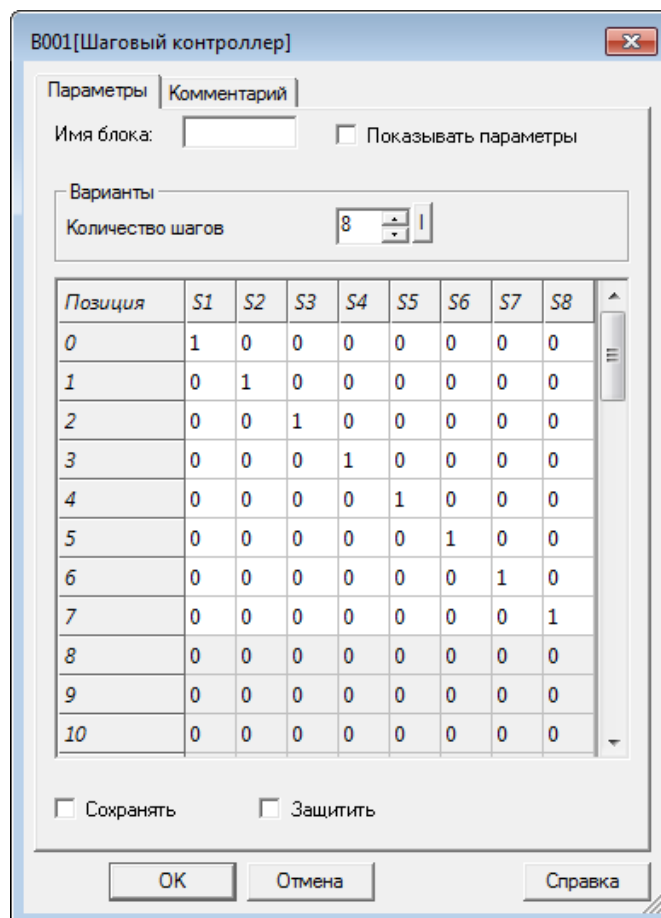 B001[Шаговый контроллер]
Параметры Комментарий
Имя блока: Показывать параметры
Варианты
Количество шагов 8 I
Позиция S1 S2 S3 S4 S5 S6 S7 S8
0 1 0 0 0 0 0 0 0
1 0 1 0 0 0 0 0 0
2 0 0 1 0 0 0 0 0
3 0 0 0 1 0 0 0 0
4 0 0 0 0 1 0 0 0
5 0 0 0 0 0 1 0 0
6 0 0 0 0 0 0 1 0
7 0 0 0 0 0 0 0 1
8 0 0 0 0 0 0 0 0
9 0 0 0 0 0 0 0 0
10 0 0 0 0 0 0 0 0
Сохранять Защитить
OK Отмена Справка